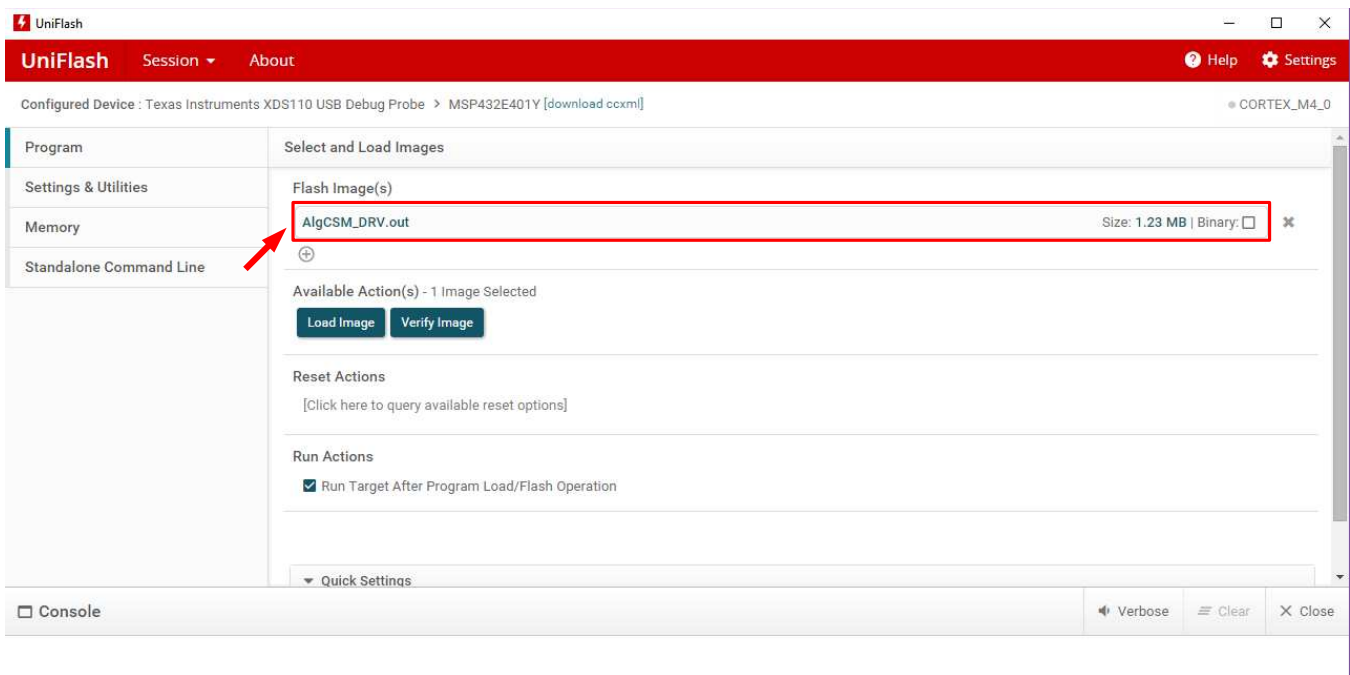 UniFlash
UniFlash Session About Help Settings
Configured Device : Texas Instruments XDS110 USB Debug Probe > MSP432E401Y [download ccxml] CORTEX_M4_0
Program
Settings & Utilities
Memory
Standalone Command Line
Select and Load Images
Flash Image(s)
AlgCSM_DRV.out Size: 1.23 MB | Binary:
Available Action(s) - 1 Image Selected
Load Image Verify Image
Reset Actions
[Click here to query available reset options]
Run Actions
Run Target After Program Load/Flash Operation
Quick Settings
Console Verbose Clear Close